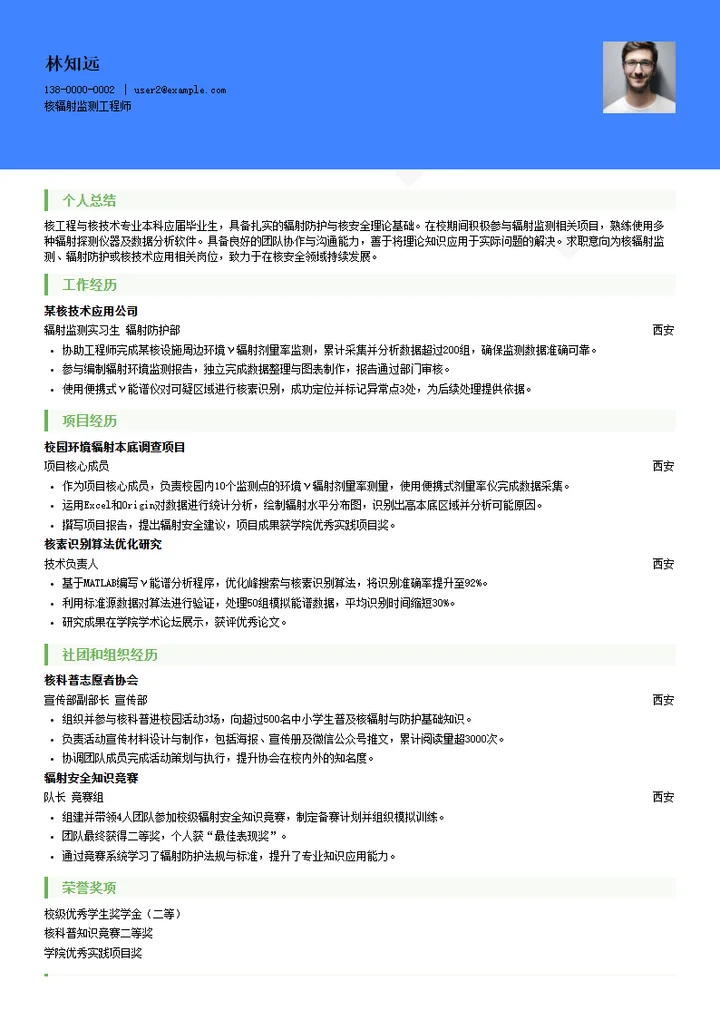 林知远
138-0000-0002 | user2@example.com
核辐射监测工程师
个人总结
核工程与核技术专业本科应届毕业生，具备扎实的辐射防护与核安全理论基础。在校期间积极参与辐射监测相关项目，熟练使用多
种辐射探测仪器及数据分析软件。具备良好的团队协作与沟通能力，善于将理论知识应用于实际问题的解决。求职意向为核辐射监
测、辐射防护或核技术应用相关岗位，致力于在核安全领域持续发展。
工作经历
某核技术应用公司
辐射监测实习生 辐射防护部 西安
• 协助工程师完成某核设施周边环境γ辐射剂量率监测，累计采集并分析数据超过200组，确保监测数据准确可靠。
• 参与编制辐射环境监测报告，独立完成数据整理与图表制作，报告通过部门审核。
• 使用便携式γ能谱仪对可疑区域进行核素识别，成功定位并标记异常点3处，为后续处理提供依据。
项目经历
校园环境辐射本底调查项目
项目核心成员 西安
• 作为项目核心成员，负责校园内10个监测点的环境γ辐射剂量率测量，使用便携式剂量率仪完成数据采集。
• 运用Excel和Origin对数据进行统计分析，绘制辐射水平分布图，识别出高本底区域并分析可能原因。
• 撰写项目报告，提出辐射安全建议，项目成果获学院优秀实践项目奖。
核素识别算法优化研究
技术负责人 西安
• 基于MATLAB编写γ能谱分析程序，优化峰搜索与核素识别算法，将识别准确率提升至92%。
• 利用标准源数据对算法进行验证，处理50组模拟能谱数据，平均识别时间缩短30%。
• 研究成果在学院学术论坛展示，获评优秀论文。
社团和组织经历
核科普志愿者协会
宣传部副部长 宣传部 西安
• 组织并参与核科普进校园活动3场，向超过500名中小学生普及核辐射与防护基础知识。
• 负责活动宣传材料设计与制作，包括海报、宣传册及微信公众号推文，累计阅读量超3000次。
• 协调团队成员完成活动策划与执行，提升协会在校内外的知名度。
辐射安全知识竞赛
队长 竞赛组 西安
• 组建并带领4人团队参加校级辐射安全知识竞赛，制定备赛计划并组织模拟训练。
• 团队最终获得二等奖，个人获“最佳表现奖”。
• 通过竞赛系统学习了辐射防护法规与标准，提升了专业知识应用能力。
荣誉奖项
校级优秀学生奖学金（二等）
核科普知识竞赛二等奖
学院优秀实践项目奖